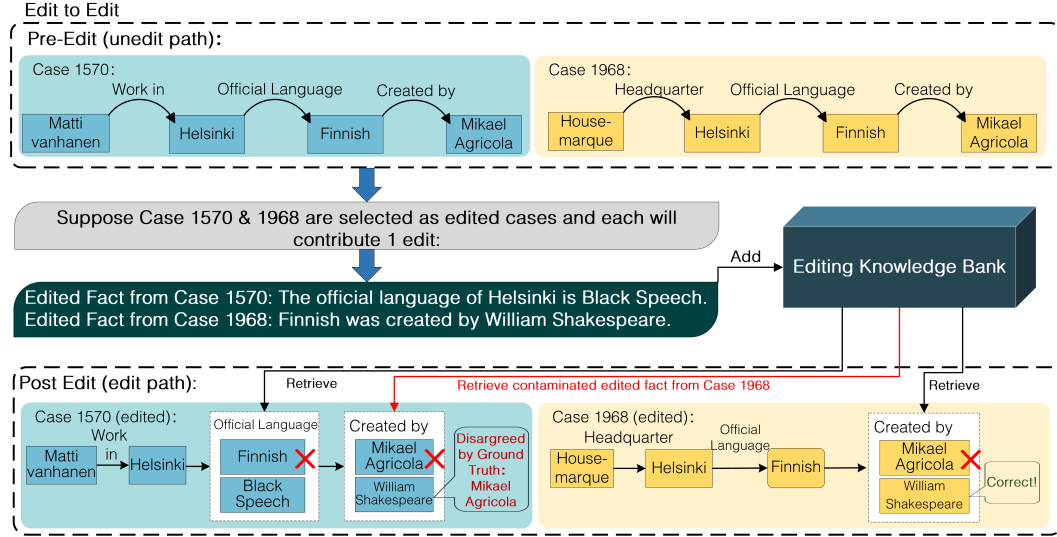 Edit to Edit
Pre-Edit (unedit path):
Case 1570:
Work in
Official Language
Created by
Matti
vanhanen
Helsinki
Finnish
Mikael
Agricola
Case 1968:
Headquarter
Official Language
Created by
House-
marque
Helsinki
Finnish
Mikael
Agricola
Suppose Case 1570 & 1968 are selected as edited cases and each will
contribute 1 edit:
Edited Fact from Case 1570: The official language of Helsinki is Black Speech.
Edited Fact from Case 1968: Finnish was created by William Shakespeare.
Add
Editing Knowledge Bank
Post Edit (edit path):
Retrieve
Retrieve contaminated edited fact from Case 1968
Retrieve
Case 1570 (edited):
Work
in
Matti
vanhanen
Helsinki
Official Language
Finnish
Black
Speech
Created by
Mikael
Agricola
William
Shakespeare
Disargreed
by Ground
Truth:
Mikael
Agricola
Case 1968 (edited):
Headquarter
Official
Language
House-
marque
Helsinki
Finnish
Created by
Mikael
Agricola
William
Shakespeare
Correct!